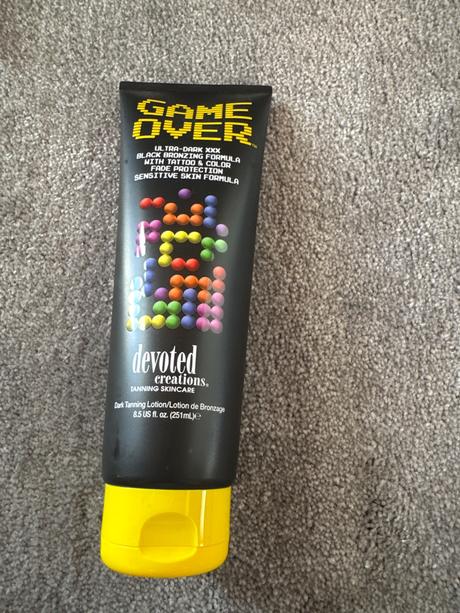 GAME
OVER™
ULTRA-DARK XXX
BLACK BRONZING FORMULA
WITH TATTOO & COLOR
FADE PROTECTION
SENSITIVE SKIN FORMULA
devoted
creations®
TANNING SKINCARE
Dark Tanning Lotion/Lotion de Bronzage
8.5 US fl. oz. (251mL)℮